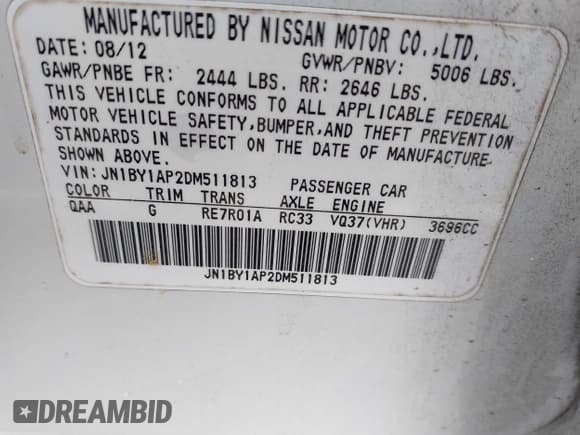 MANUFACTURED BY NISSAN MOTOR CO.,LTD.
DATE: 08/12 GVWR/PNBV: 5006 LBS.
GAWR/PNBE FR: 2444 LBS. RR: 2646 LBS.
THIS VEHICLE CONFORMS TO ALL APPLICABLE FEDERAL
MOTOR VEHICLE SAFETY,BUMPER,AND THEFT PREVENTION
STANDARDS IN EFFECT ON THE DATE OF MANUFACTURE
SHOWN ABOVE.
VIN: JN1BY1AP2DM511813 PASSENGER CAR
COLOR TRIM TRANS AXLE ENGINE
QAA G RE7R01A RC33 VQ37(VHR) 3696CC
JN1BY1AP2DM511813
DREAMBID